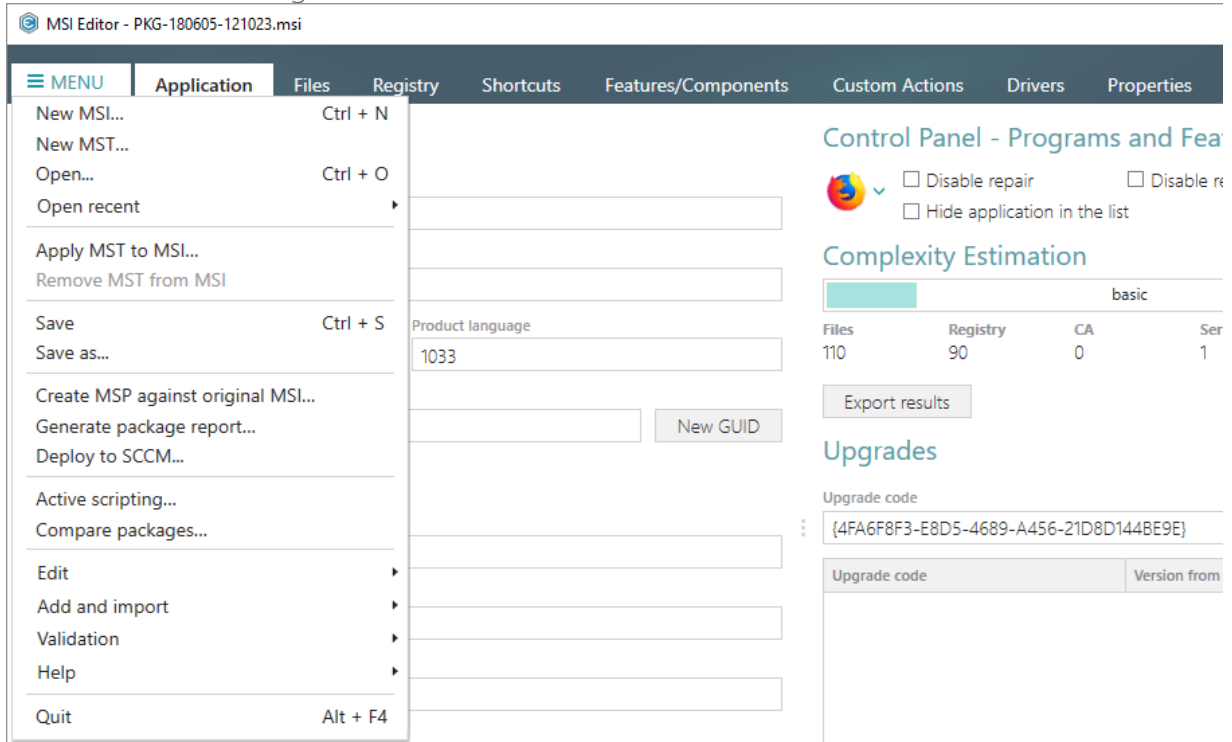 MSI Editor - PKG-180605-121023.msi
MENU Application Files Registry Shortcuts Features/Components Custom Actions Drivers Properties
New MSI... Ctrl + N
New MST...
Open... Ctrl + O
Open recent
Apply MST to MSI...
Remove MST from MSI
Save Ctrl + S
Save as...
Create MSP against original MSI...
Generate package report...
Deploy to SCCM...
Active scripting...
Compare packages...
Edit
Add and import
Validation
Help
Quit Alt + F4
Product language
1033
New GUID
Control Panel - Programs and Fea
Disable repair Disable re
Hide application in the list
Complexity Estimation
basic
Files Registry CA Ser
110 90 0 1
Export results
Upgrades
Upgrade code
{4FA6F8F3-E8D5-4689-A456-21D8D144BE9E}
Upgrade code Version from